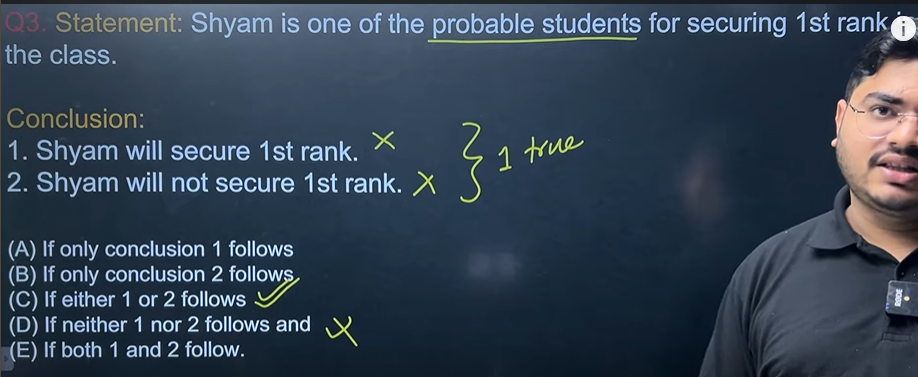 Q3. Statement: Shyam is one of the probable students for securing 1st rank in
the class.
Conclusion:
1. Shyam will secure 1st rank. ×
2. Shyam will not secure 1st rank. ×
} 1 true
(A) If only conclusion 1 follows
(B) If only conclusion 2 follows
(C) If either 1 or 2 follows ✓
(D) If neither 1 nor 2 follows and ×
(E) If both 1 and 2 follow.